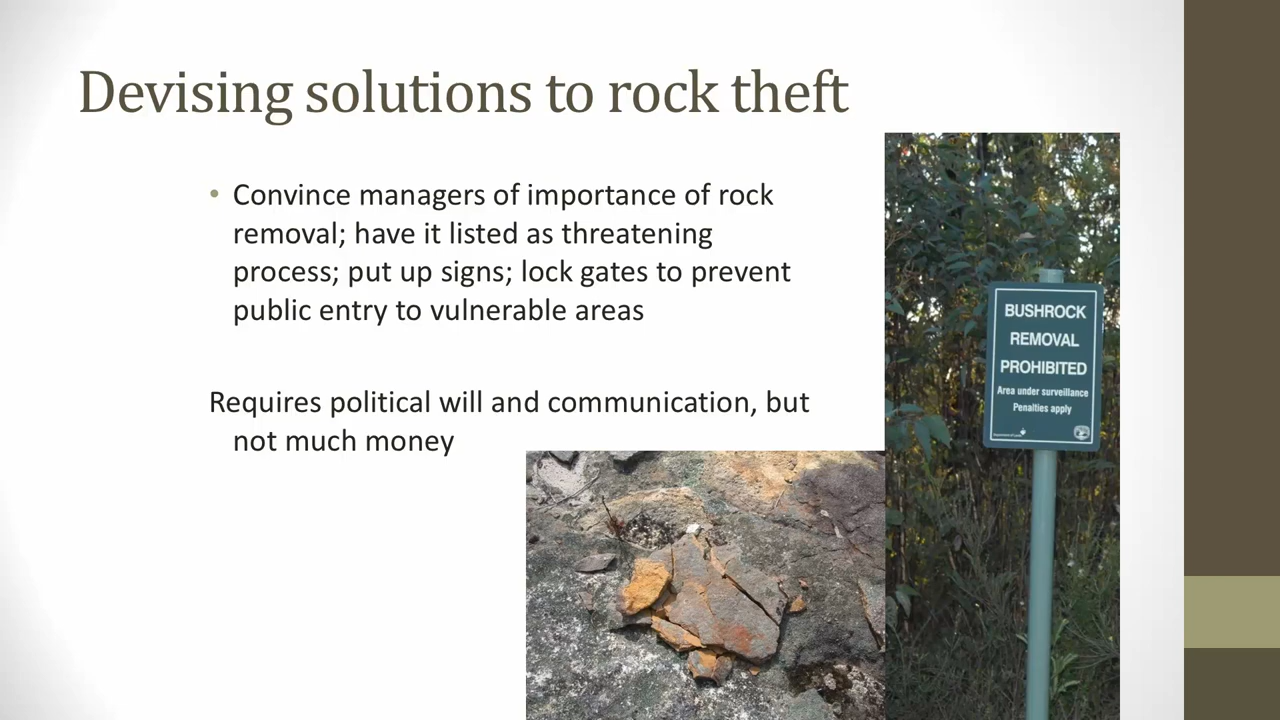 Devising solutions to rock theft
• Convince managers of importance of rock
removal; have it listed as threatening
process; put up signs; lock gates to prevent
public entry to vulnerable areas
Requires political will and communication, but
not much money
BUSHROCK
REMOVAL
PROHIBITED
Area under surveillance
Penalties apply